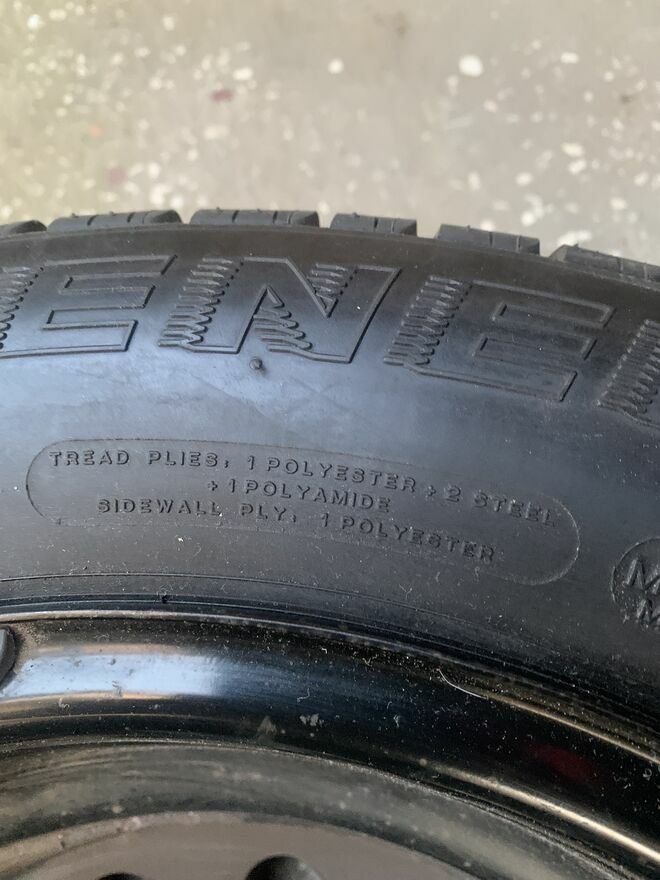 ENE
TREAD PLIES: 1 POLYESTER + 2 STEEL
+ 1 POLYAMIDE
SIDEWALL PLY: 1 POLYESTER
M
M